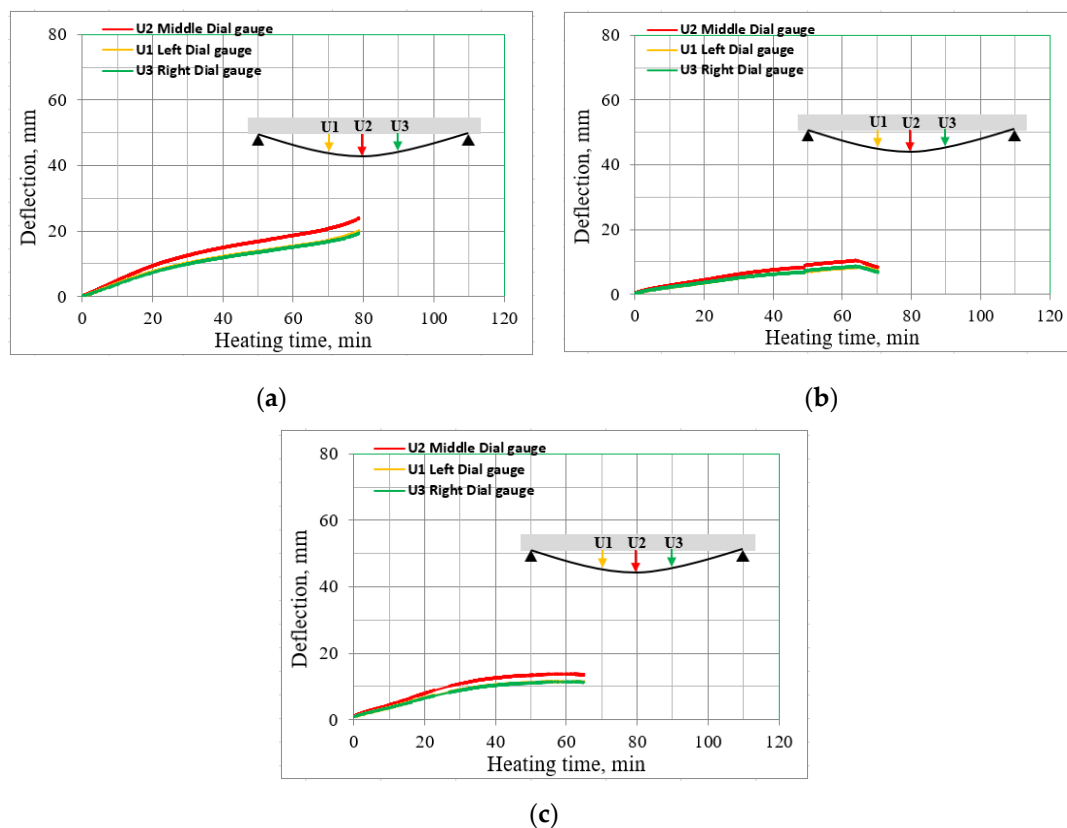 80
60
40
20
0
Deflection, mm
U2 Middle Dial gauge
U1 Left Dial gauge
U3 Right Dial gauge
U1 U2 U3
0 20 40 60 80 100 120
Heating time, min
(a)
80
60
40
20
0
Deflection, mm
U2 Middle Dial gauge
U1 Left Dial gauge
U3 Right Dial gauge
U1 U2 U3
0 20 40 60 80 100 120
Heating time, min
(b)
80
60
40
20
0
Deflection, mm
U2 Middle Dial gauge
U1 Left Dial gauge
U3 Right Dial gauge
U1 U2 U3
0 20 40 60 80 100 120
Heating time, min
(c)